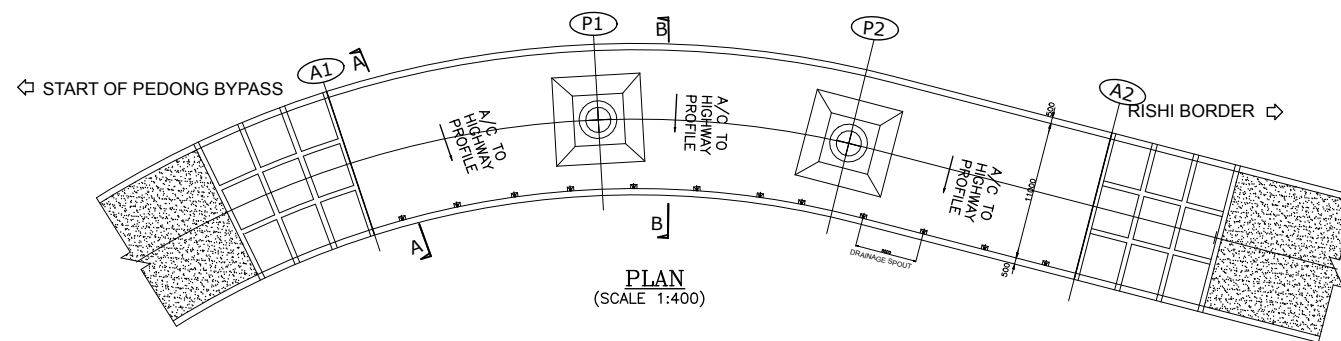 START OF PEDONG BYPASS
A1
A
P1
B
P2
A2
RISHI BORDER
A/C TO
HIGHWAY
PROFILE
A/C TO
HIGHWAY
PROFILE
A/C TO
HIGHWAY
PROFILE
500
11000
500
A
B
DRAINAGE SPOUT
PLAN
(SCALE 1:400)